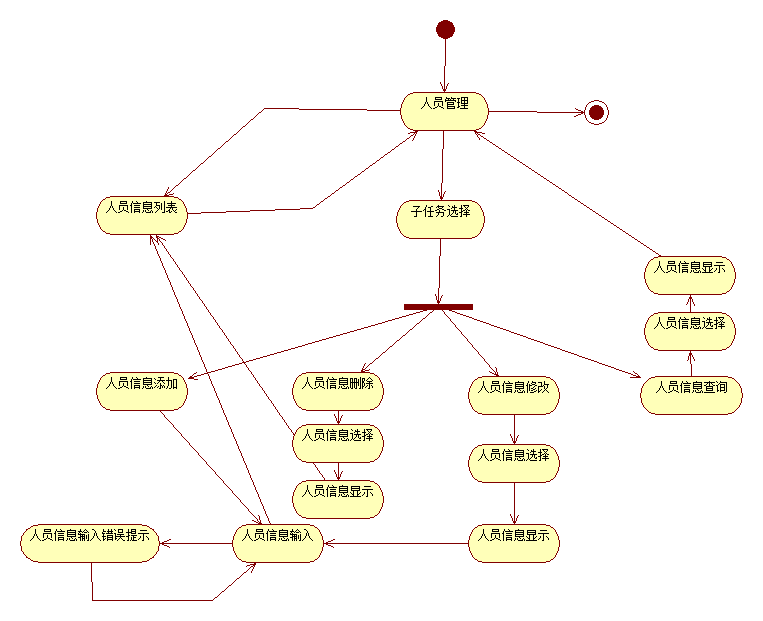 人员管理
人员信息列表
子任务选择
人员信息显示
人员信息选择
人员信息添加
人员信息删除
人员信息修改
人员信息查询
人员信息选择
人员信息选择
人员信息显示
人员信息输入错误提示
人员信息输入
人员信息显示